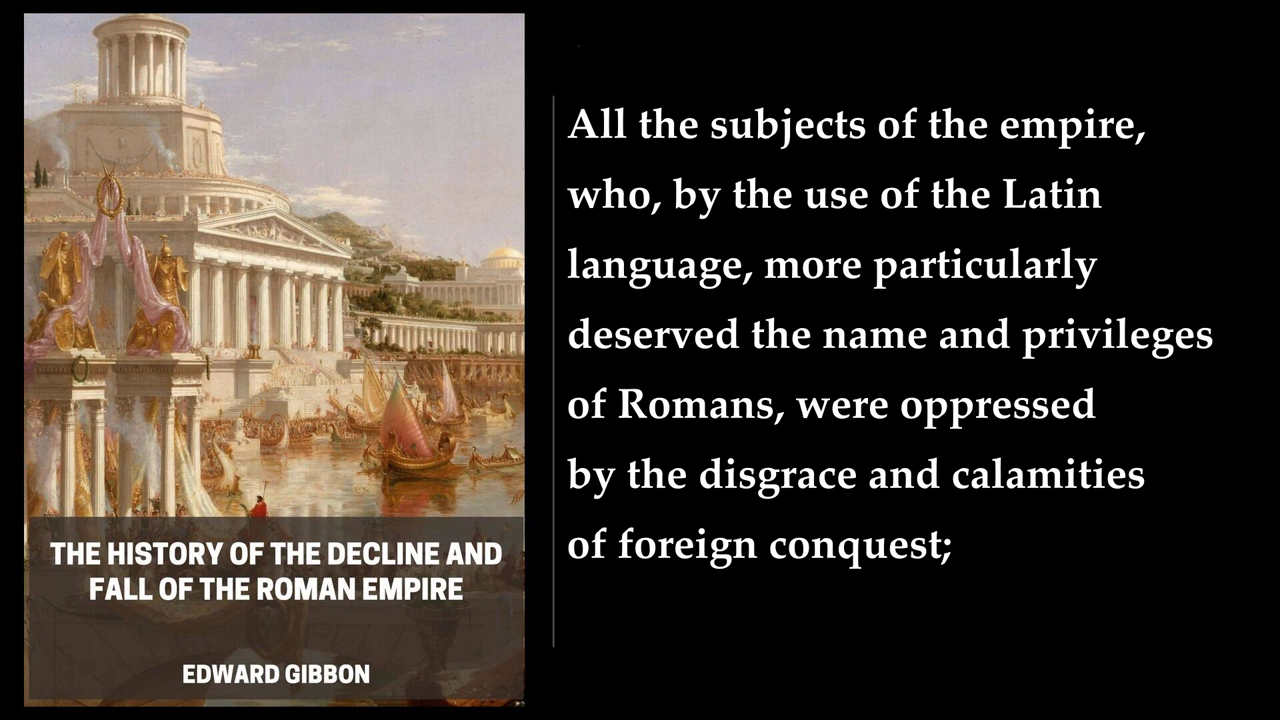 THE HISTORY OF THE DECLINE AND
FALL OF THE ROMAN EMPIRE
EDWARD GIBBON
All the subjects of the empire,
who, by the use of the Latin
language, more particularly
deserved the name and privileges
of Romans, were oppressed
by the disgrace and calamities
of foreign conquest;